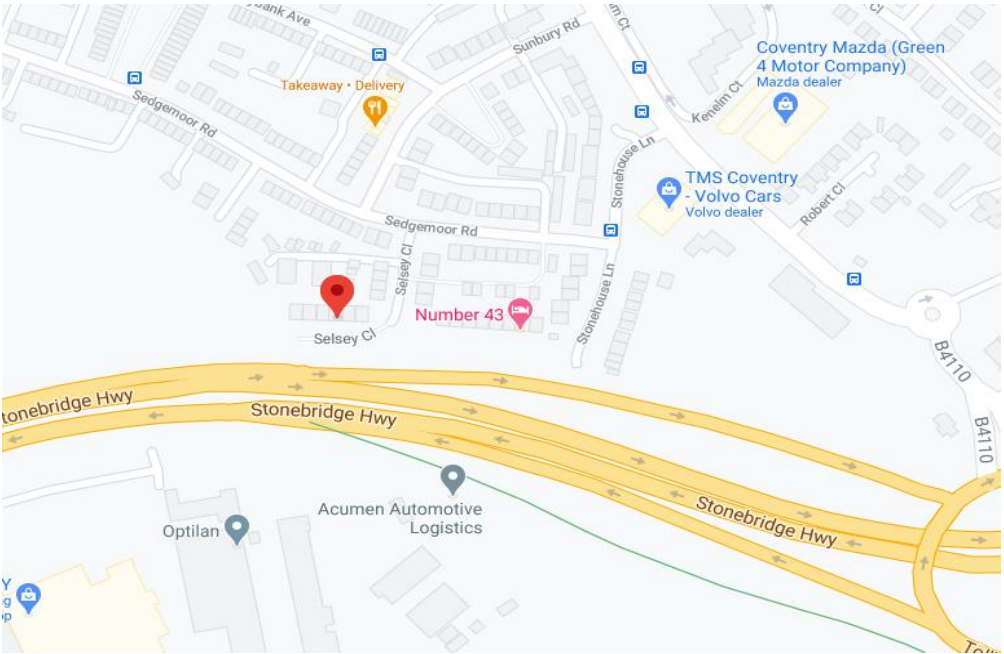 Sunbury Rd
Coventry Mazda (Green
4 Motor Company)
Mazda dealer
Takeaway • Delivery
Kenelm Ct
Sedgemoor Rd
Stonehouse Ln
TMS Coventry
- Volvo Cars
Volvo dealer
Robert Cl
Sedgemoor Rd
Selsey Cl
Number 43
Stonehouse Ln
Selsey Cl
B4110
tonebridge Hwy
Stonebridge Hwy
B4110
Acumen Automotive
Logistics
Stonebridge Hwy
Optilan
Y
g
op